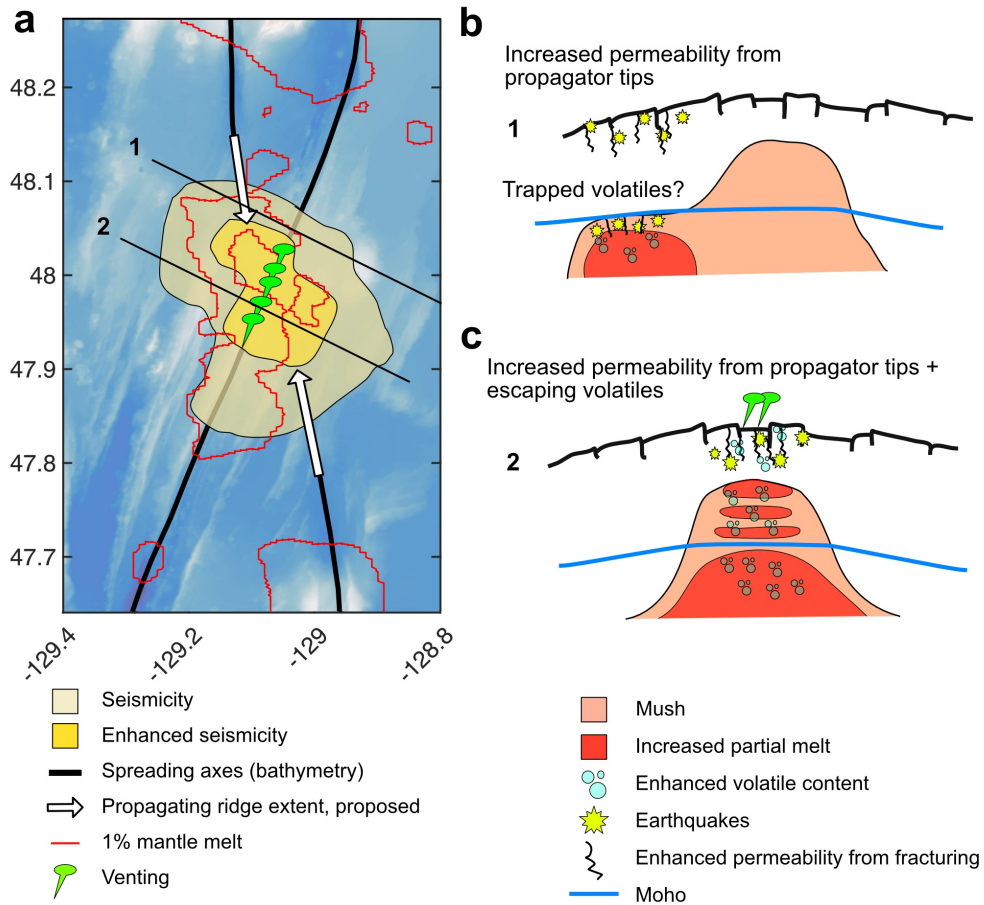 a
48.2
48.1
48
47.9
47.8
47.7
1
2
-129.4
-129.2
-129
-128.8
Seismicity
Enhanced seismicity
Spreading axes (bathymetry)
Propagating ridge extent, proposed
1% mantle melt
Venting
b
Increased permeability from
propagator tips
1
Trapped volatiles?
c
Increased permeability from propagator tips +
escaping volatiles
2
Mush
Increased partial melt
Enhanced volatile content
Earthquakes
Enhanced permeability from fracturing
Moho